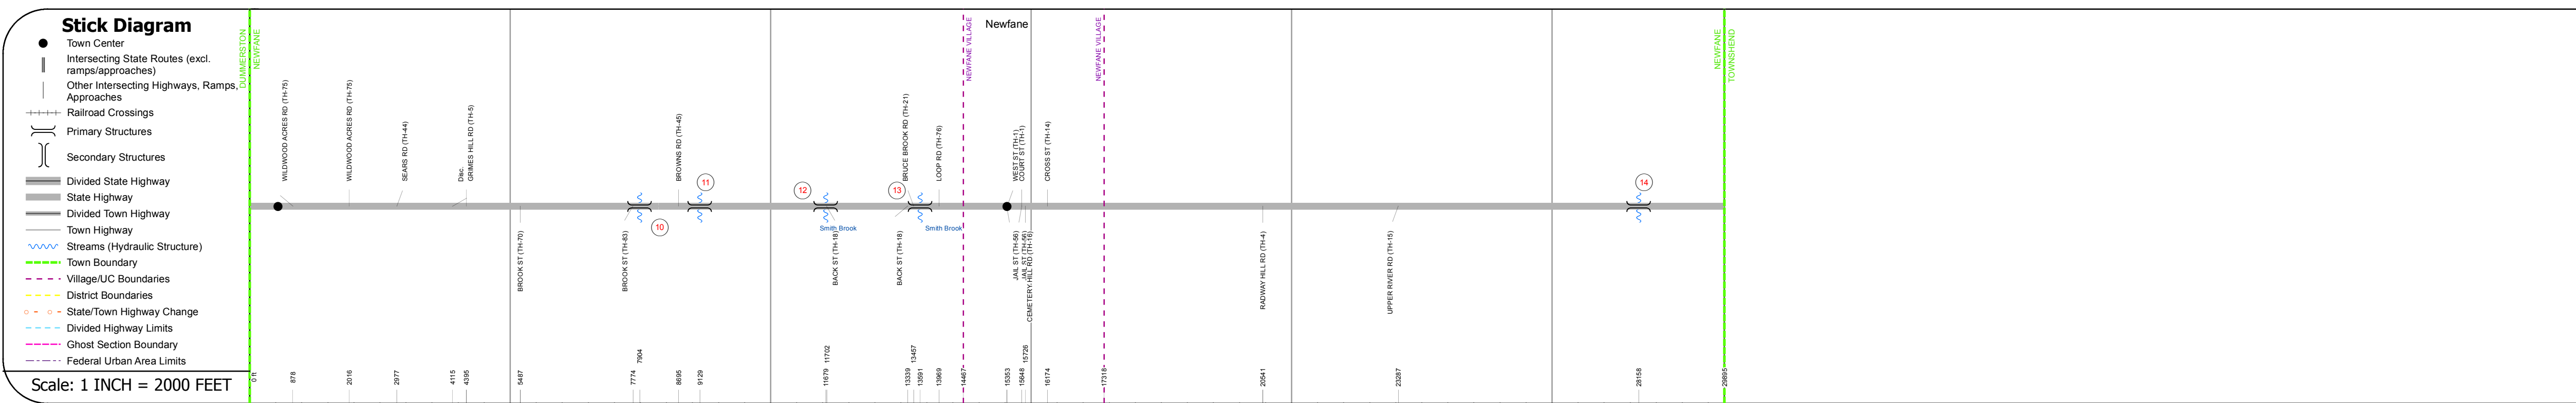 Stick Diagram
Town Center
Intersecting State Routes (excl.
ramps/approaches)
Other Intersecting Highways, Ramps,
Approaches
Railroad Crossings
Primary Structures
Secondary Structures
Divided State Highway
State Highway
Divided Town Highway
Town Highway
Streams (Hydraulic Structure)
Town Boundary
Village/UC Boundaries
District Boundaries
State/Town Highway Change
Divided Highway Limits
Ghost Section Boundary
Federal Urban Area Limits
Scale: 1 INCH = 2000 FEET
DUMMERSTON
NEWFANE
WILDWOOD ACRES RD (TH-75)
WILDWOOD ACRES RD (TH-75)
SEARS RD (TH-44)
Disc.
GRIMES HILL RD (TH-5)
BROWNS RD (TH-45)
BRUCE BROOK RD (TH-21)
LOOP RD (TH-76)
NEWFANE VILLAGE
Newfane
WEST ST (TH-1)
COURT ST (TH-1)
CROSS ST (TH-14)
NEWFANE VILLAGE
NEWFANE
TOWNSHEND
11
12
13
14
10
BROOK ST (TH-70)
BROOK ST (TH-83)
Smith Brook
BACK ST (TH-18)
BACK ST (TH-18)
Smith Brook
JAIL ST (TH-56)
JAIL ST (TH-56)
CEMETERY HILL RD (TH-16)
RADWAY HILL RD (TH-4)
UPPER RIVER RD (TH-15)
0 ft
878
2016
2977
4115
4395
5487
7774
7904
8695
9129
11679
11702
13339
13457
13591
13969
14467
15353
15648
15726
16174
17318
20541
23287
28158
29895